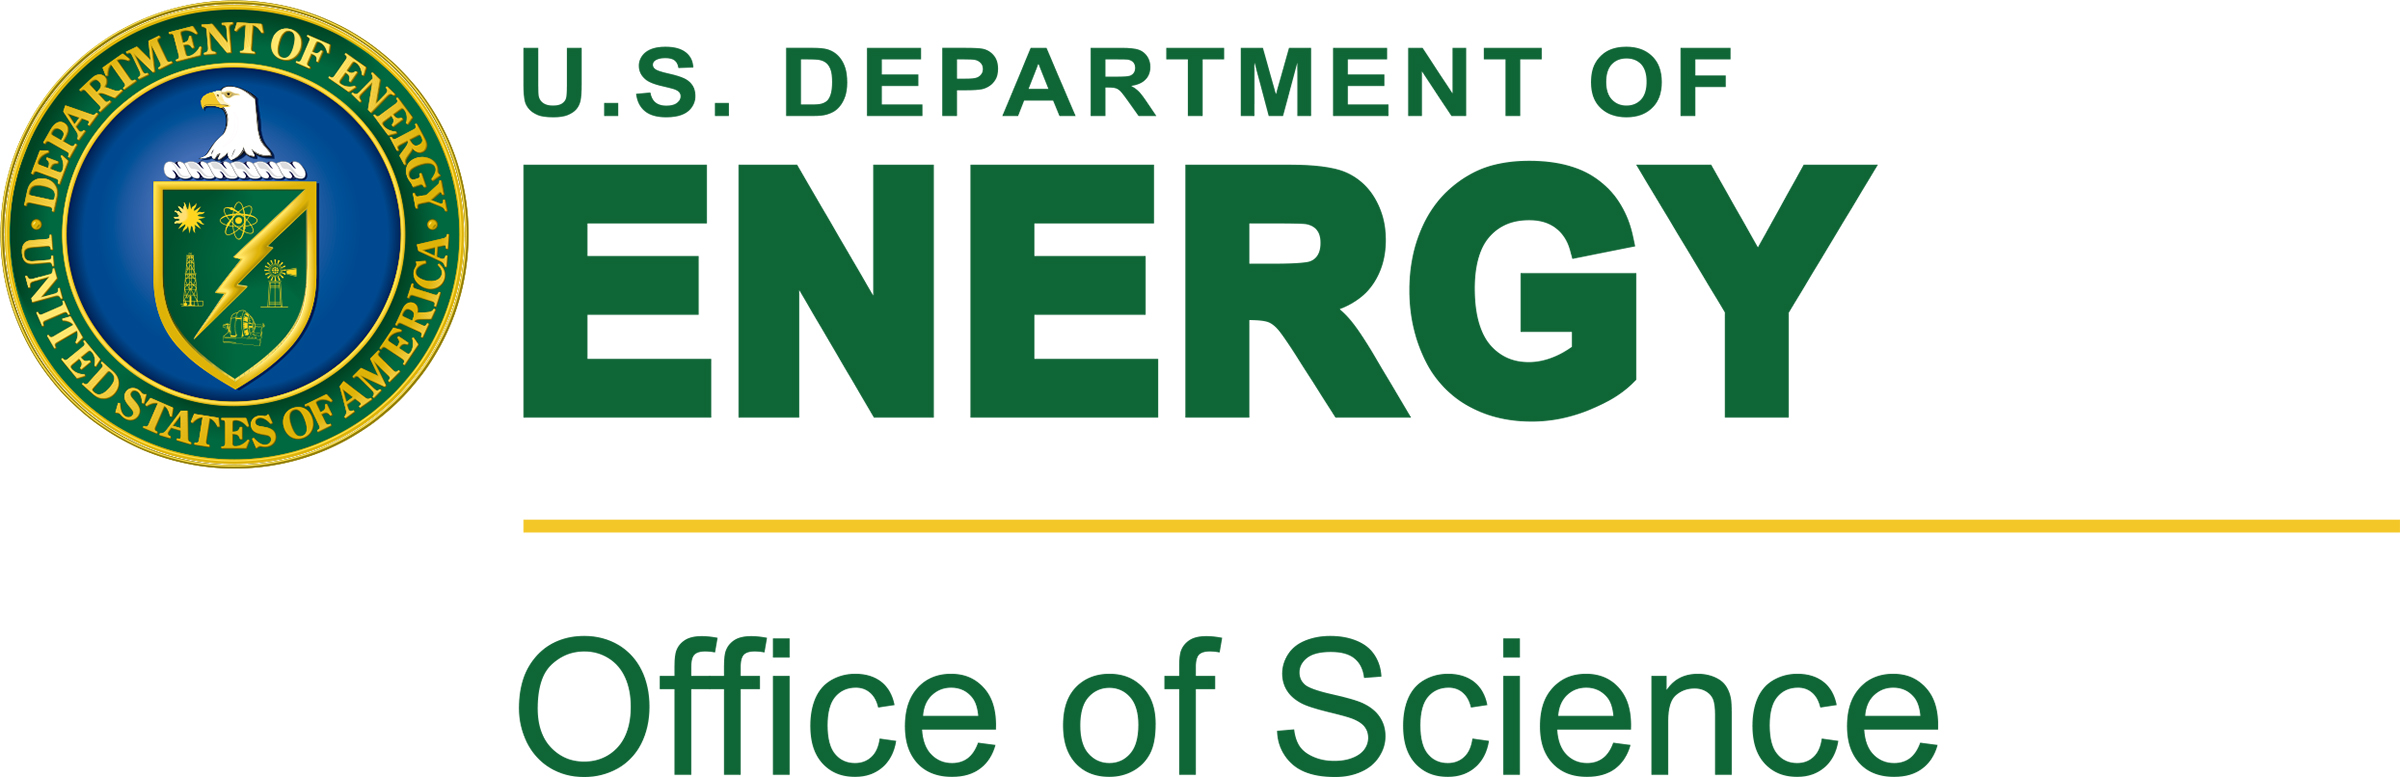 DEPARTMENT OF ENERGY
UNITED STATES OF AMERICA
U.S. DEPARTMENT OF
ENERGY
Office of Science